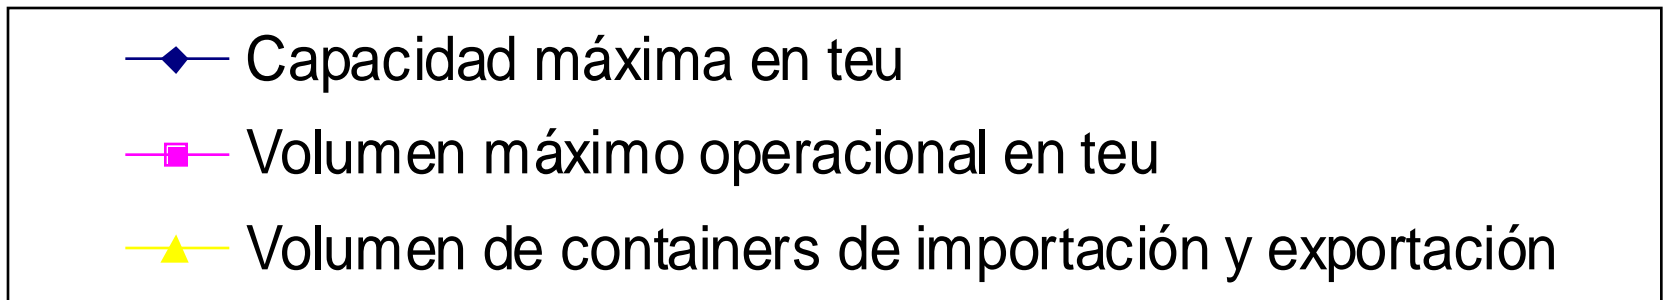 Capacidad máxima en teu
Volumen máximo operacional en teu
Volumen de containers de importación y exportación